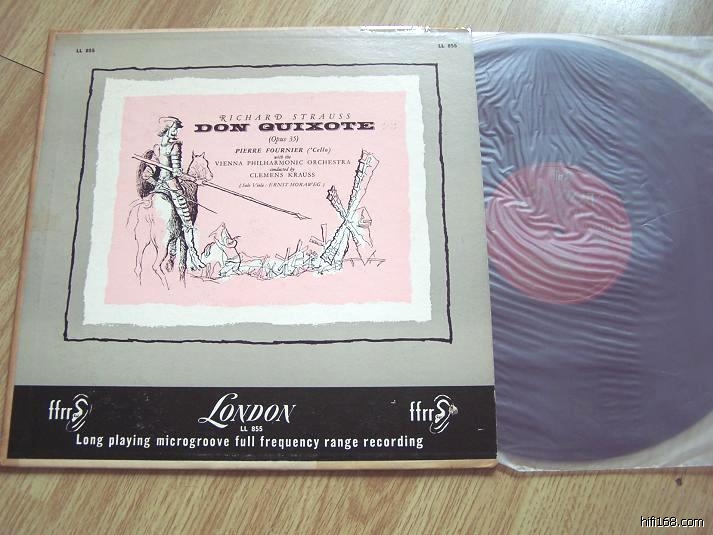 LL 855
LL 855
RICHARD STRAUSS
DON QUIXOTE
(Opus 35)
PIERRE FOURNIER ('Cello)
with the
VIENNA PHILHARMONIC ORCHESTRA
conducted by
CLEMENS KRAUSS
(Solo Viola: ERNST MORAWEG)
ffrr
LONDON
ffrr
LL 855
Long playing microgroove full frequency range recording
hifi168.com